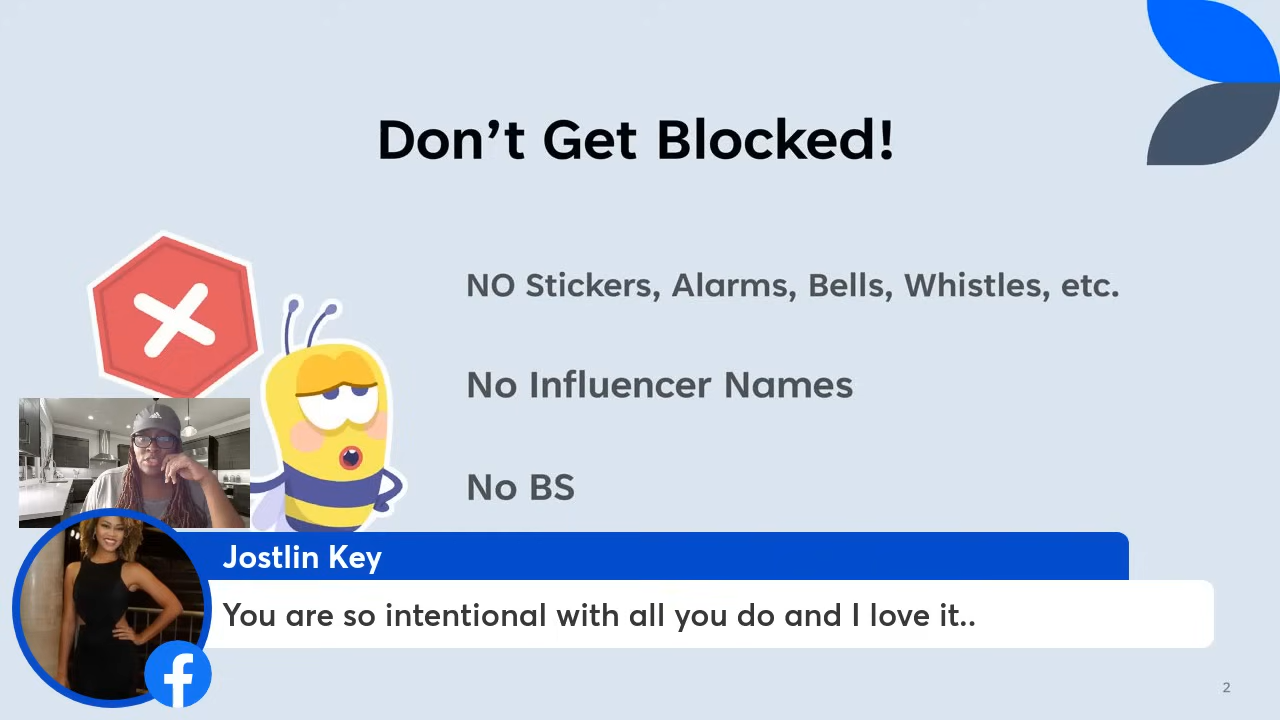 Don’t Get Blocked!
NO Stickers, Alarms, Bells, Whistles, etc.
No Influencer Names
No BS
Jostlin Key
You are so intentional with all you do and I love it..
2